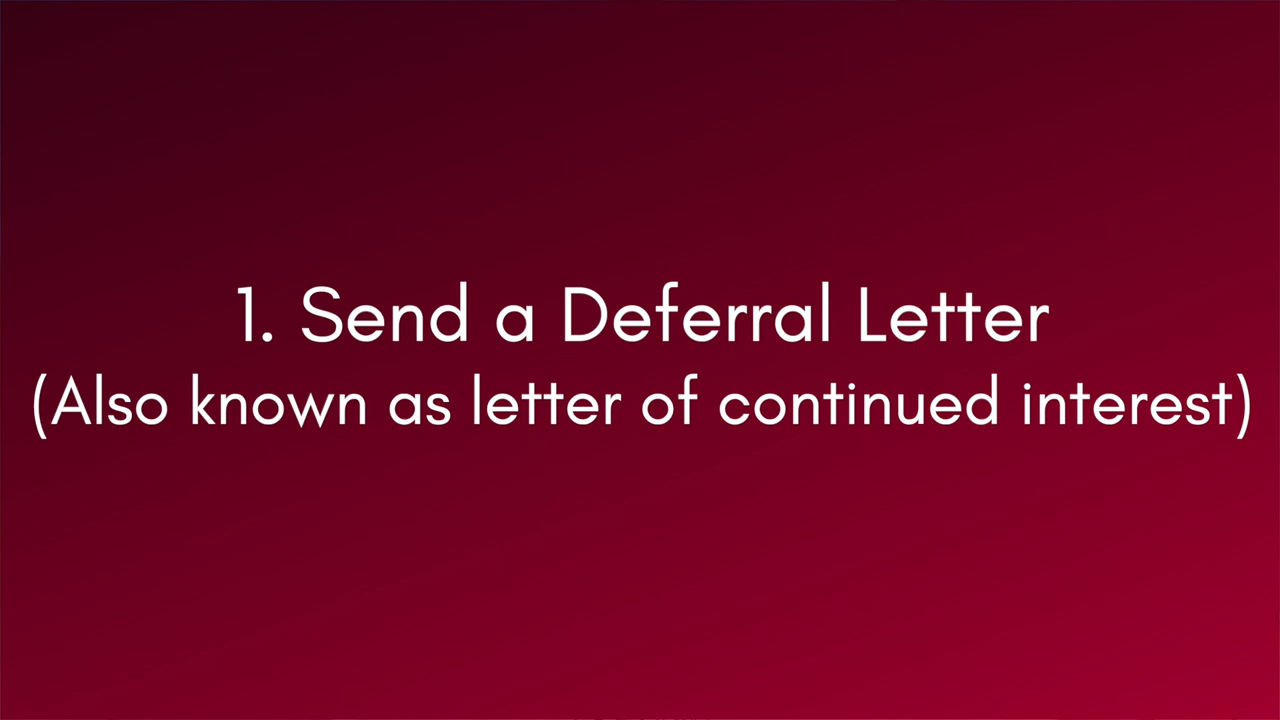 1. Send a Deferral Letter
(Also known as letter of continued interest)